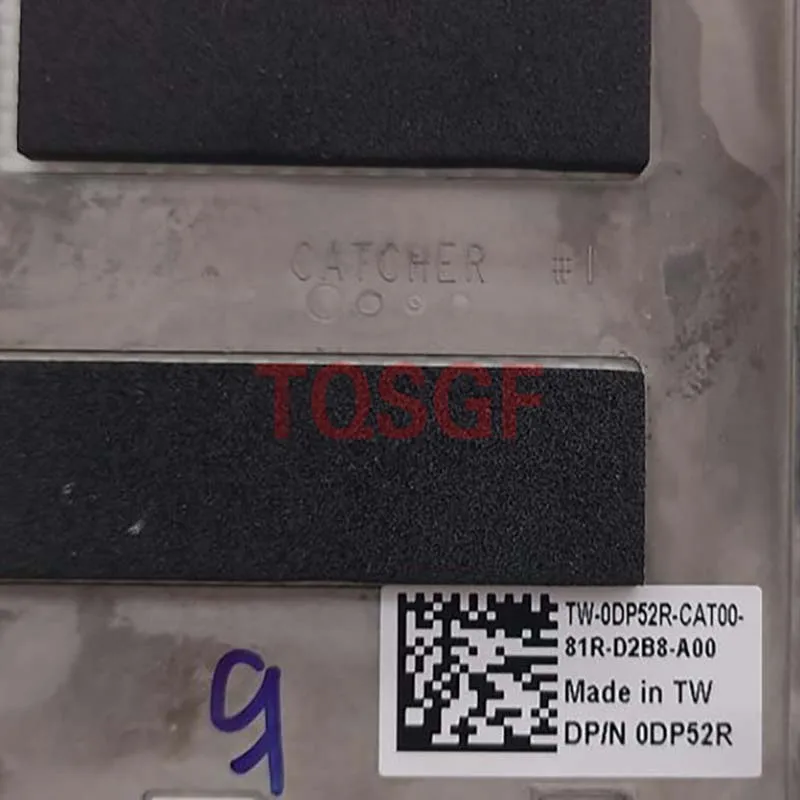 CATCHER #1
TQSGF
TW-0DP52R-CAT00-
81R-D2B8-A00
Made in TW
DP/N 0DP52R
9